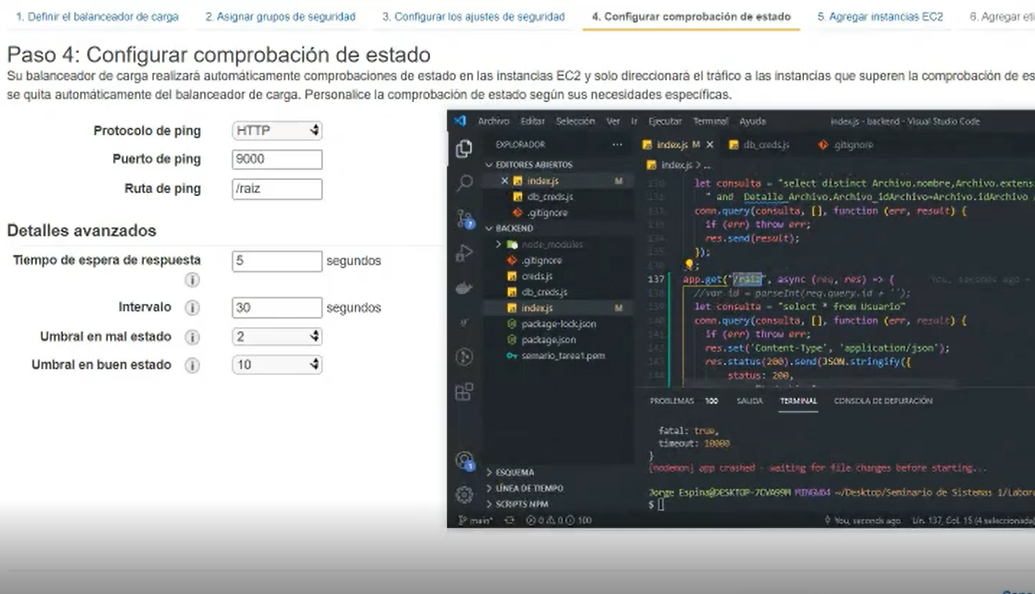 1. Definir el balanceador de carga 2. Asignar grupos de seguridad 3. Configurar los ajustes de seguridad 4. Configurar comprobación de estado 5. Agregar instancias EC2 6. Agregar eti
Paso 4: Configurar comprobación de estado
Su balanceador de carga realizará automáticamente comprobaciones de estado en las instancias EC2 y solo direccionará el tráfico a las instancias que superen la comprobación de es
se quita automáticamente del balanceador de carga. Personalice la comprobación de estado según sus necesidades específicas.
Protocolo de ping HTTP
Puerto de ping 9000
Ruta de ping /raiz
Detalles avanzados
Tiempo de espera de respuesta 5 segundos
Intervalo 30 segundos
Umbral en mal estado 2
Umbral en buen estado 10
Archivo Editar Selección Ver Ir Ejecutar Terminal Ayuda index.js - backend - Visual Studio Code
EXPLORADOR ...
EDITORES ABIERTOS
index.js M
db_creds.js
.gitignore
BACKEND
node_modules
.gitignore
creds.js
db_creds.js
index.js M
package-lock.json
package.json
semario_tarea1.pem
ESQUEMA
LÍNEA DE TIEMPO
SCRIPTS NPM
index.js M db_creds.js .gitignore
index.js > ...
let consulta = "select distinct Archivo.nombre,Archivo.extens
" and Detalle_Archivo.Archivo_idArchivo=Archivo.idArchivo
conn.query(consulta, [], function (err, result) {
if (err) throw err;
res.send(result);
});
137 app.get("/raiz", async (req, res) => { You, seconds ago
//var id = parseInt(req.query.id + '');
let consulta = "select * from Usuario"
conn.query(consulta, [], function (err, result) {
if (err) throw err;
res.set('Content-Type', 'application/json');
res.status(200).send(JSON.stringify({
status: 200,
PROBLEMAS 100 SALIDA TERMINAL CONSOLA DE DEPURACIÓN
fatal: true,
timeout: 10000
}
[nodemon] app crashed - waiting for file changes before starting...
Jorge Espina@DESKTOP-7CVA99M MINGW64 ~/Desktop/Seminario de Sistemas 1/Labor
$
main* 0 0 100 You, seconds ago Lín. 137, Col. 15 (4 seleccionada